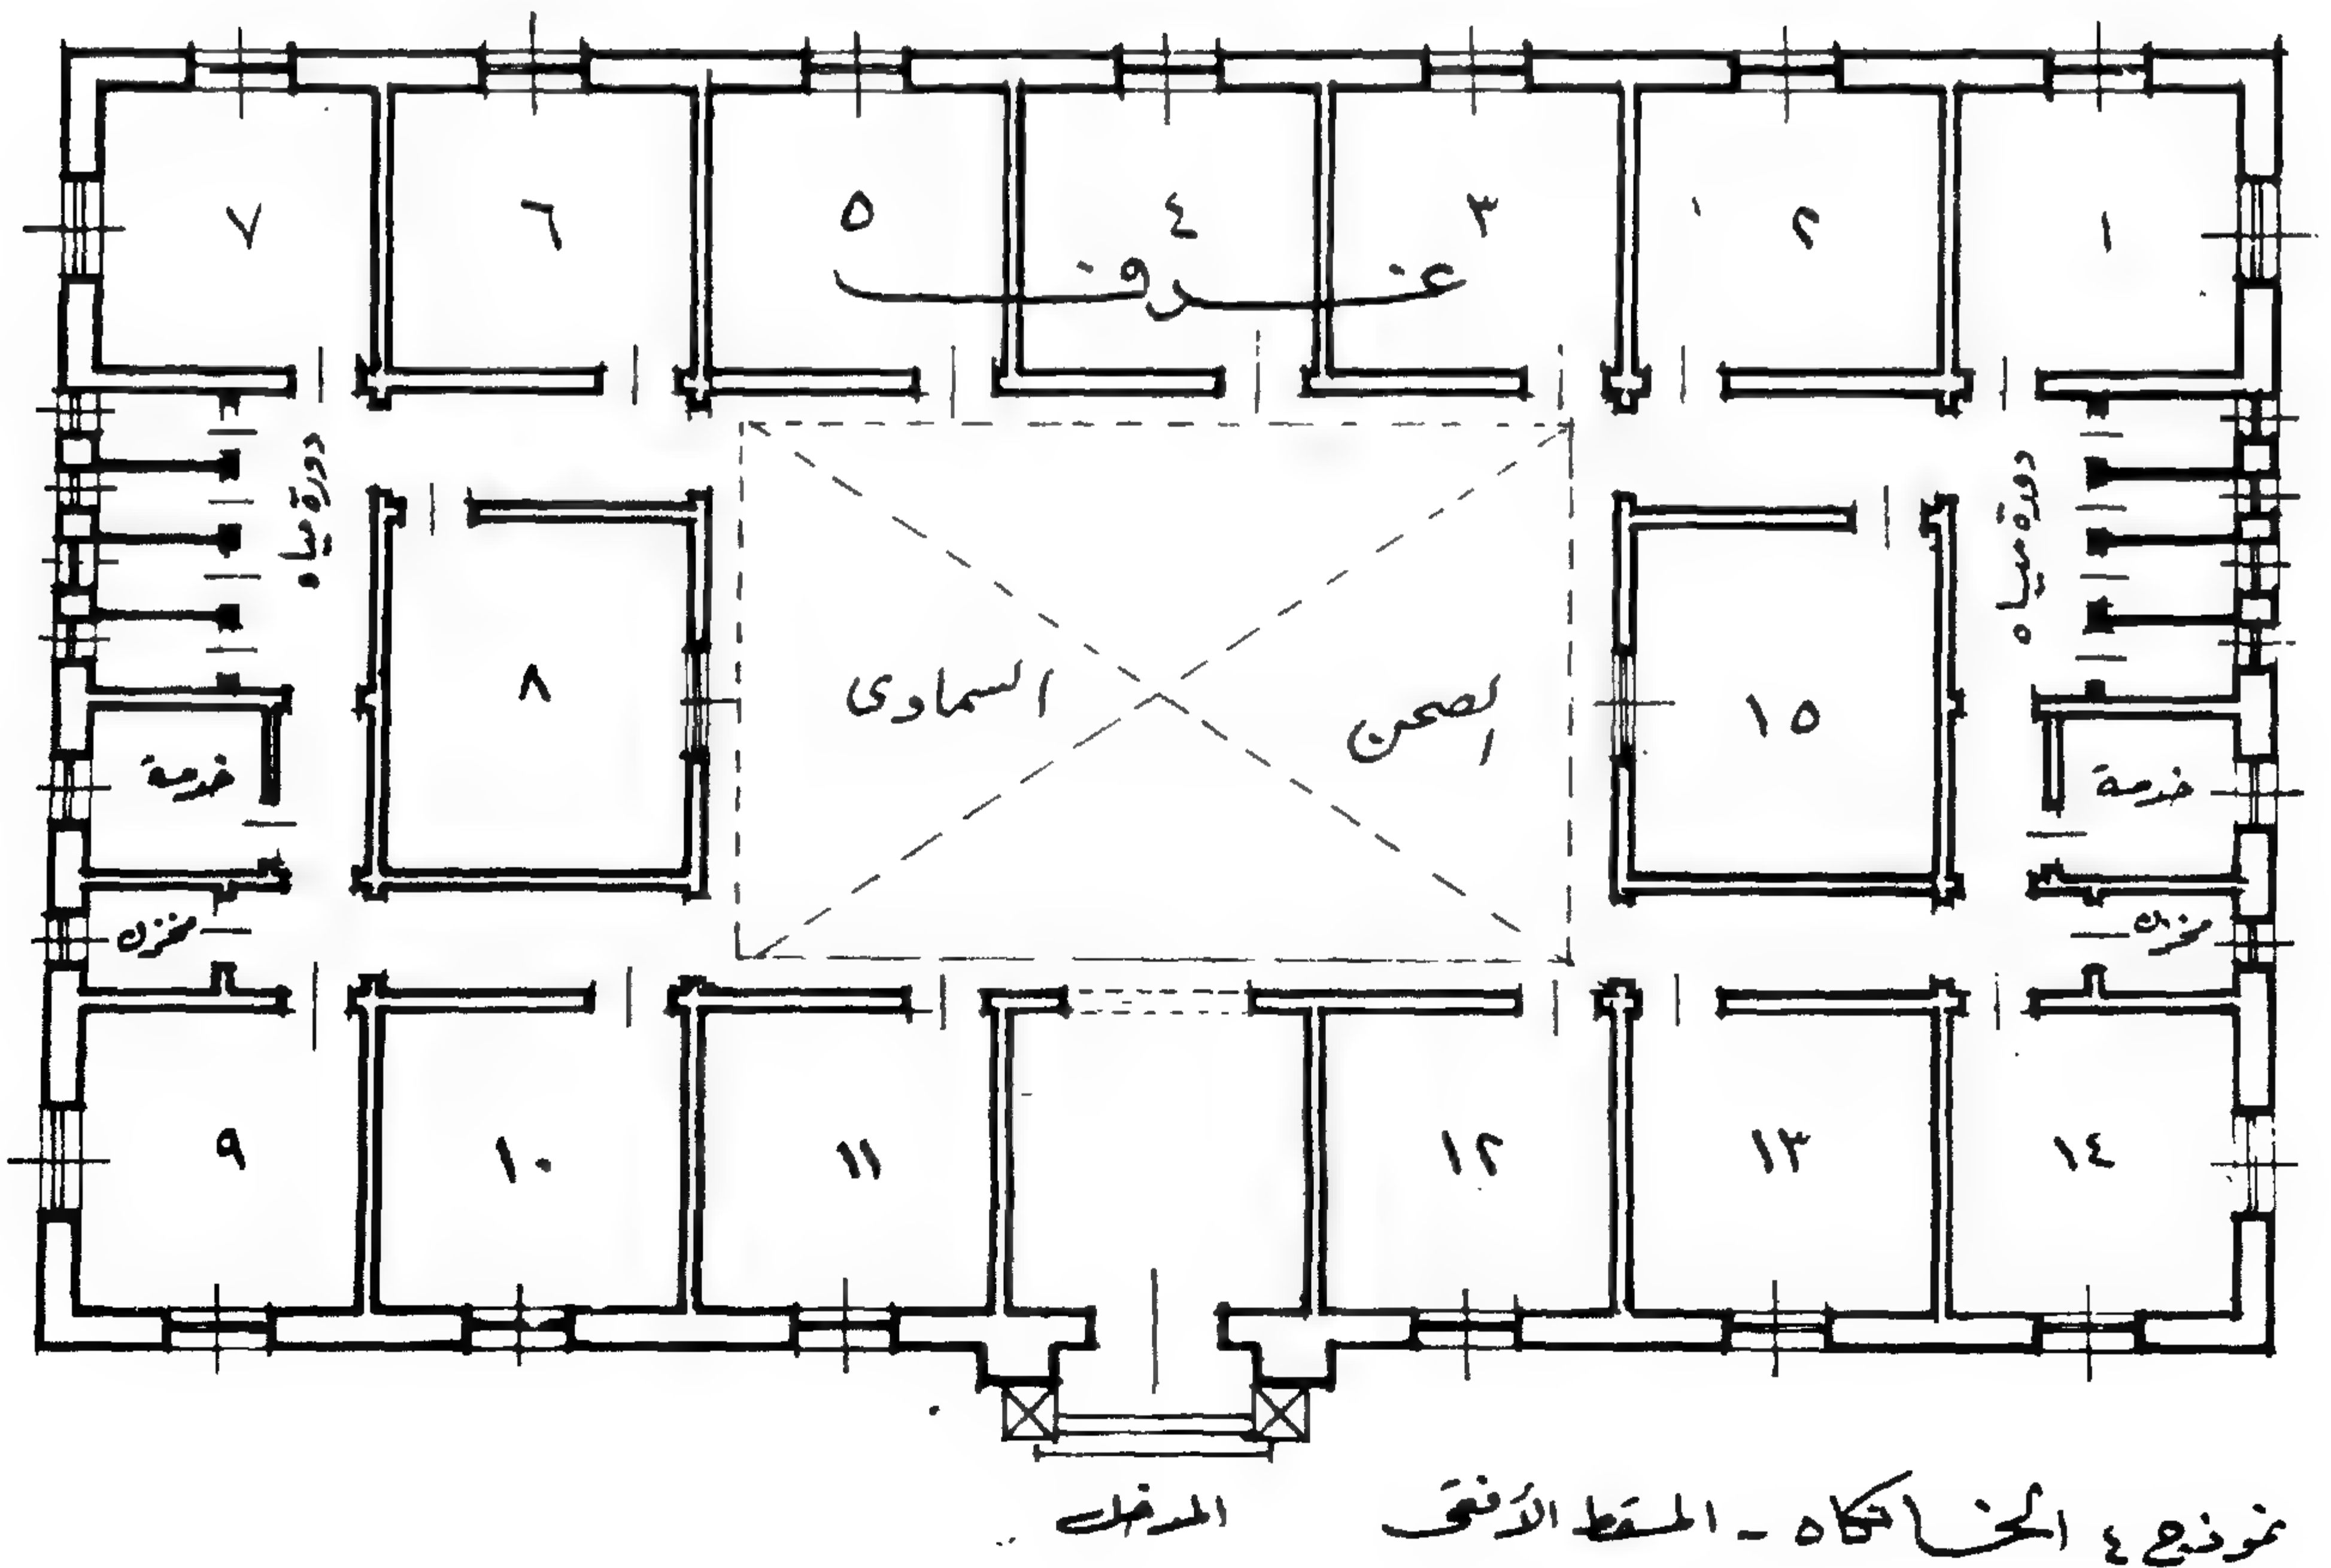 ١
٢
٣
٤
٥
٦
٧
غرف
دورة مياه
دورة مياه
الصحن السماوى
١٥
٨
خدمة
خدمة
مخزن
مخزن
١٤
١٣
١٢
١١
١٠
٩
المدخل
نموذج ٤ الخانكاه - المسقط الأفقى